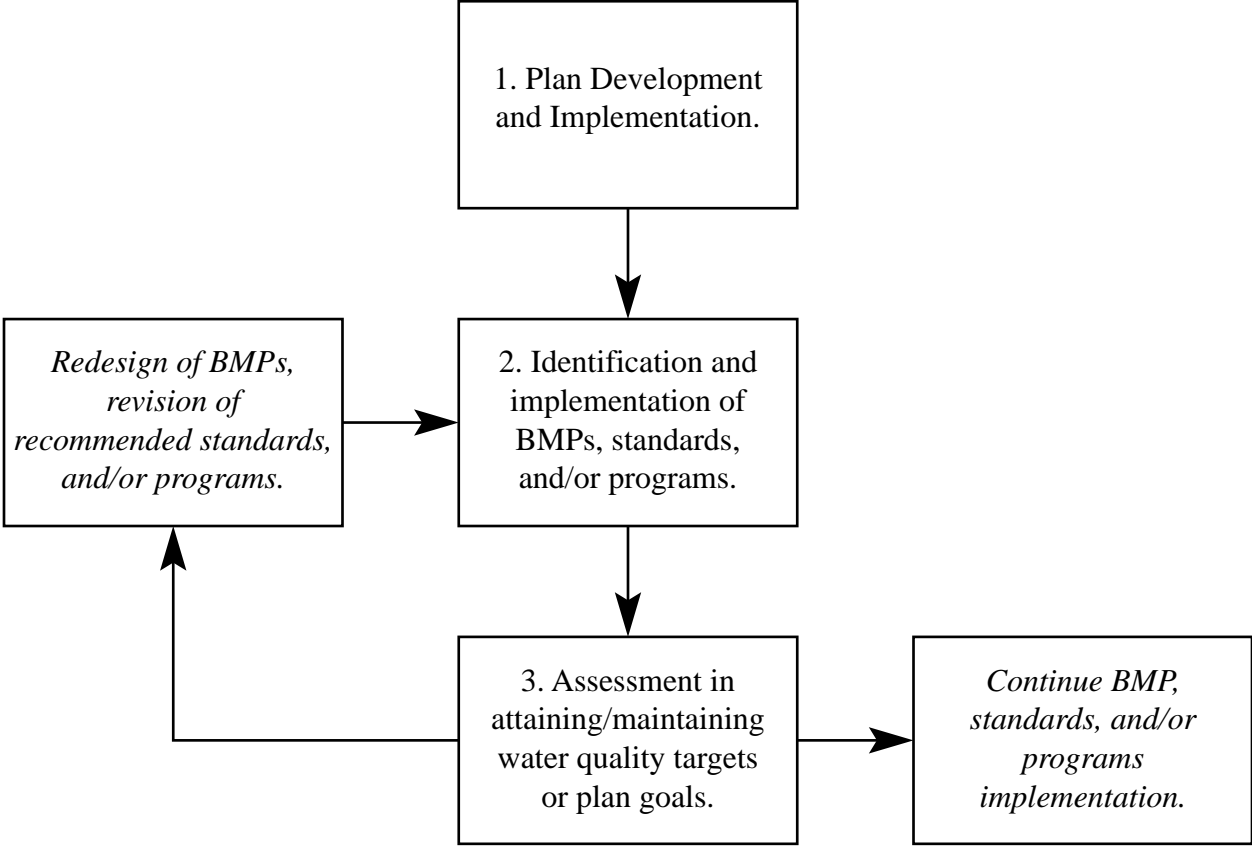 1. Plan Development
and Implementation.
Redesign of BMPs,
revision of
recommended standards,
and/or programs.
2. Identification and
implementation of
BMPs, standards,
and/or programs.
3. Assessment in
attaining/maintaining
water quality targets
or plan goals.
Continue BMP,
standards, and/or
programs
implementation.